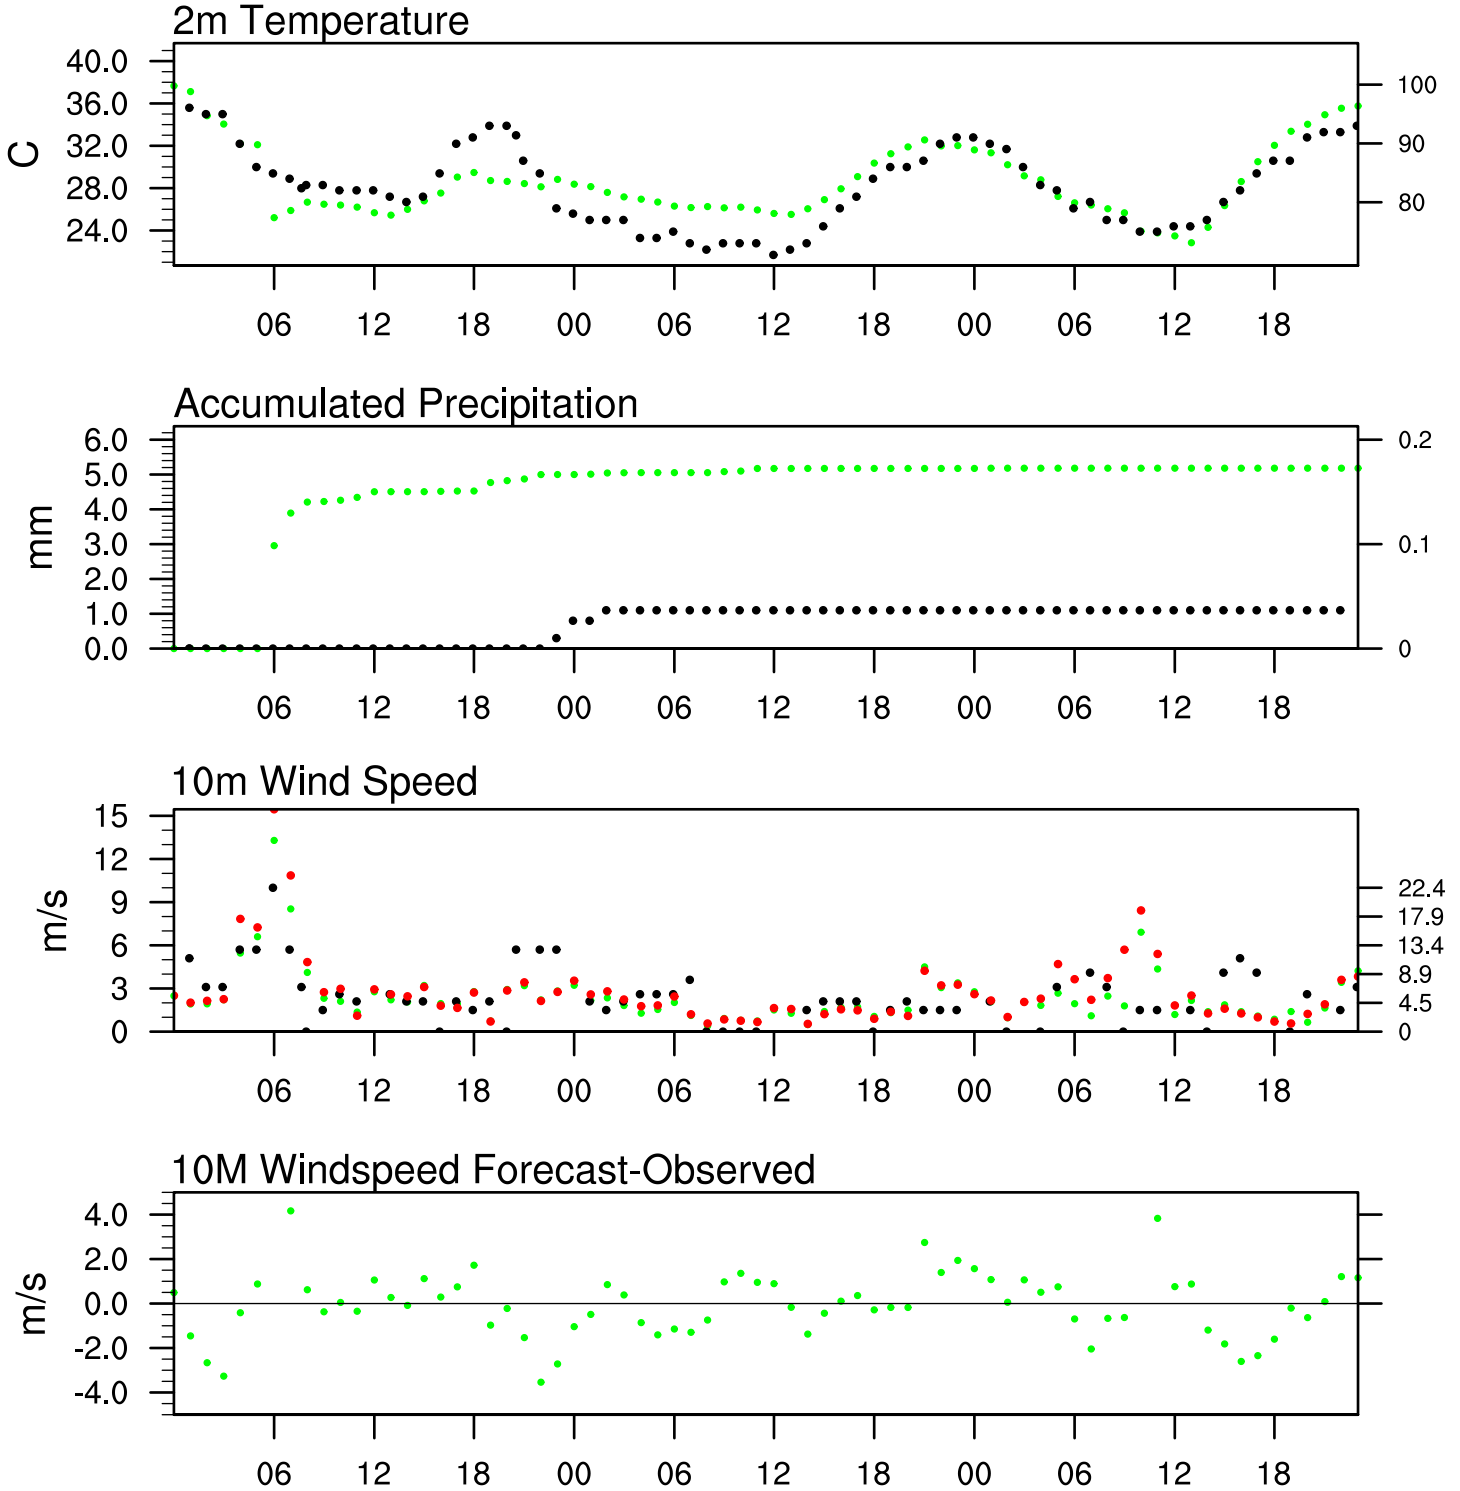 2m Temperature
40.0
36.0
32.0
28.0
24.0
C
100
90
80
06 12 18 00 06 12 18 00 06 12 18
Accumulated Precipitation
6.0
5.0
4.0
3.0
2.0
1.0
0.0
mm
0.2
0.1
0
06 12 18 00 06 12 18 00 06 12 18
10m Wind Speed
15
12
9
6
3
0
m/s
22.4
17.9
13.4
8.9
4.5
0
06 12 18 00 06 12 18 00 06 12 18
10M Windspeed Forecast-Observed
4.0
2.0
0.0
-2.0
-4.0
m/s
06 12 18 00 06 12 18 00 06 12 18